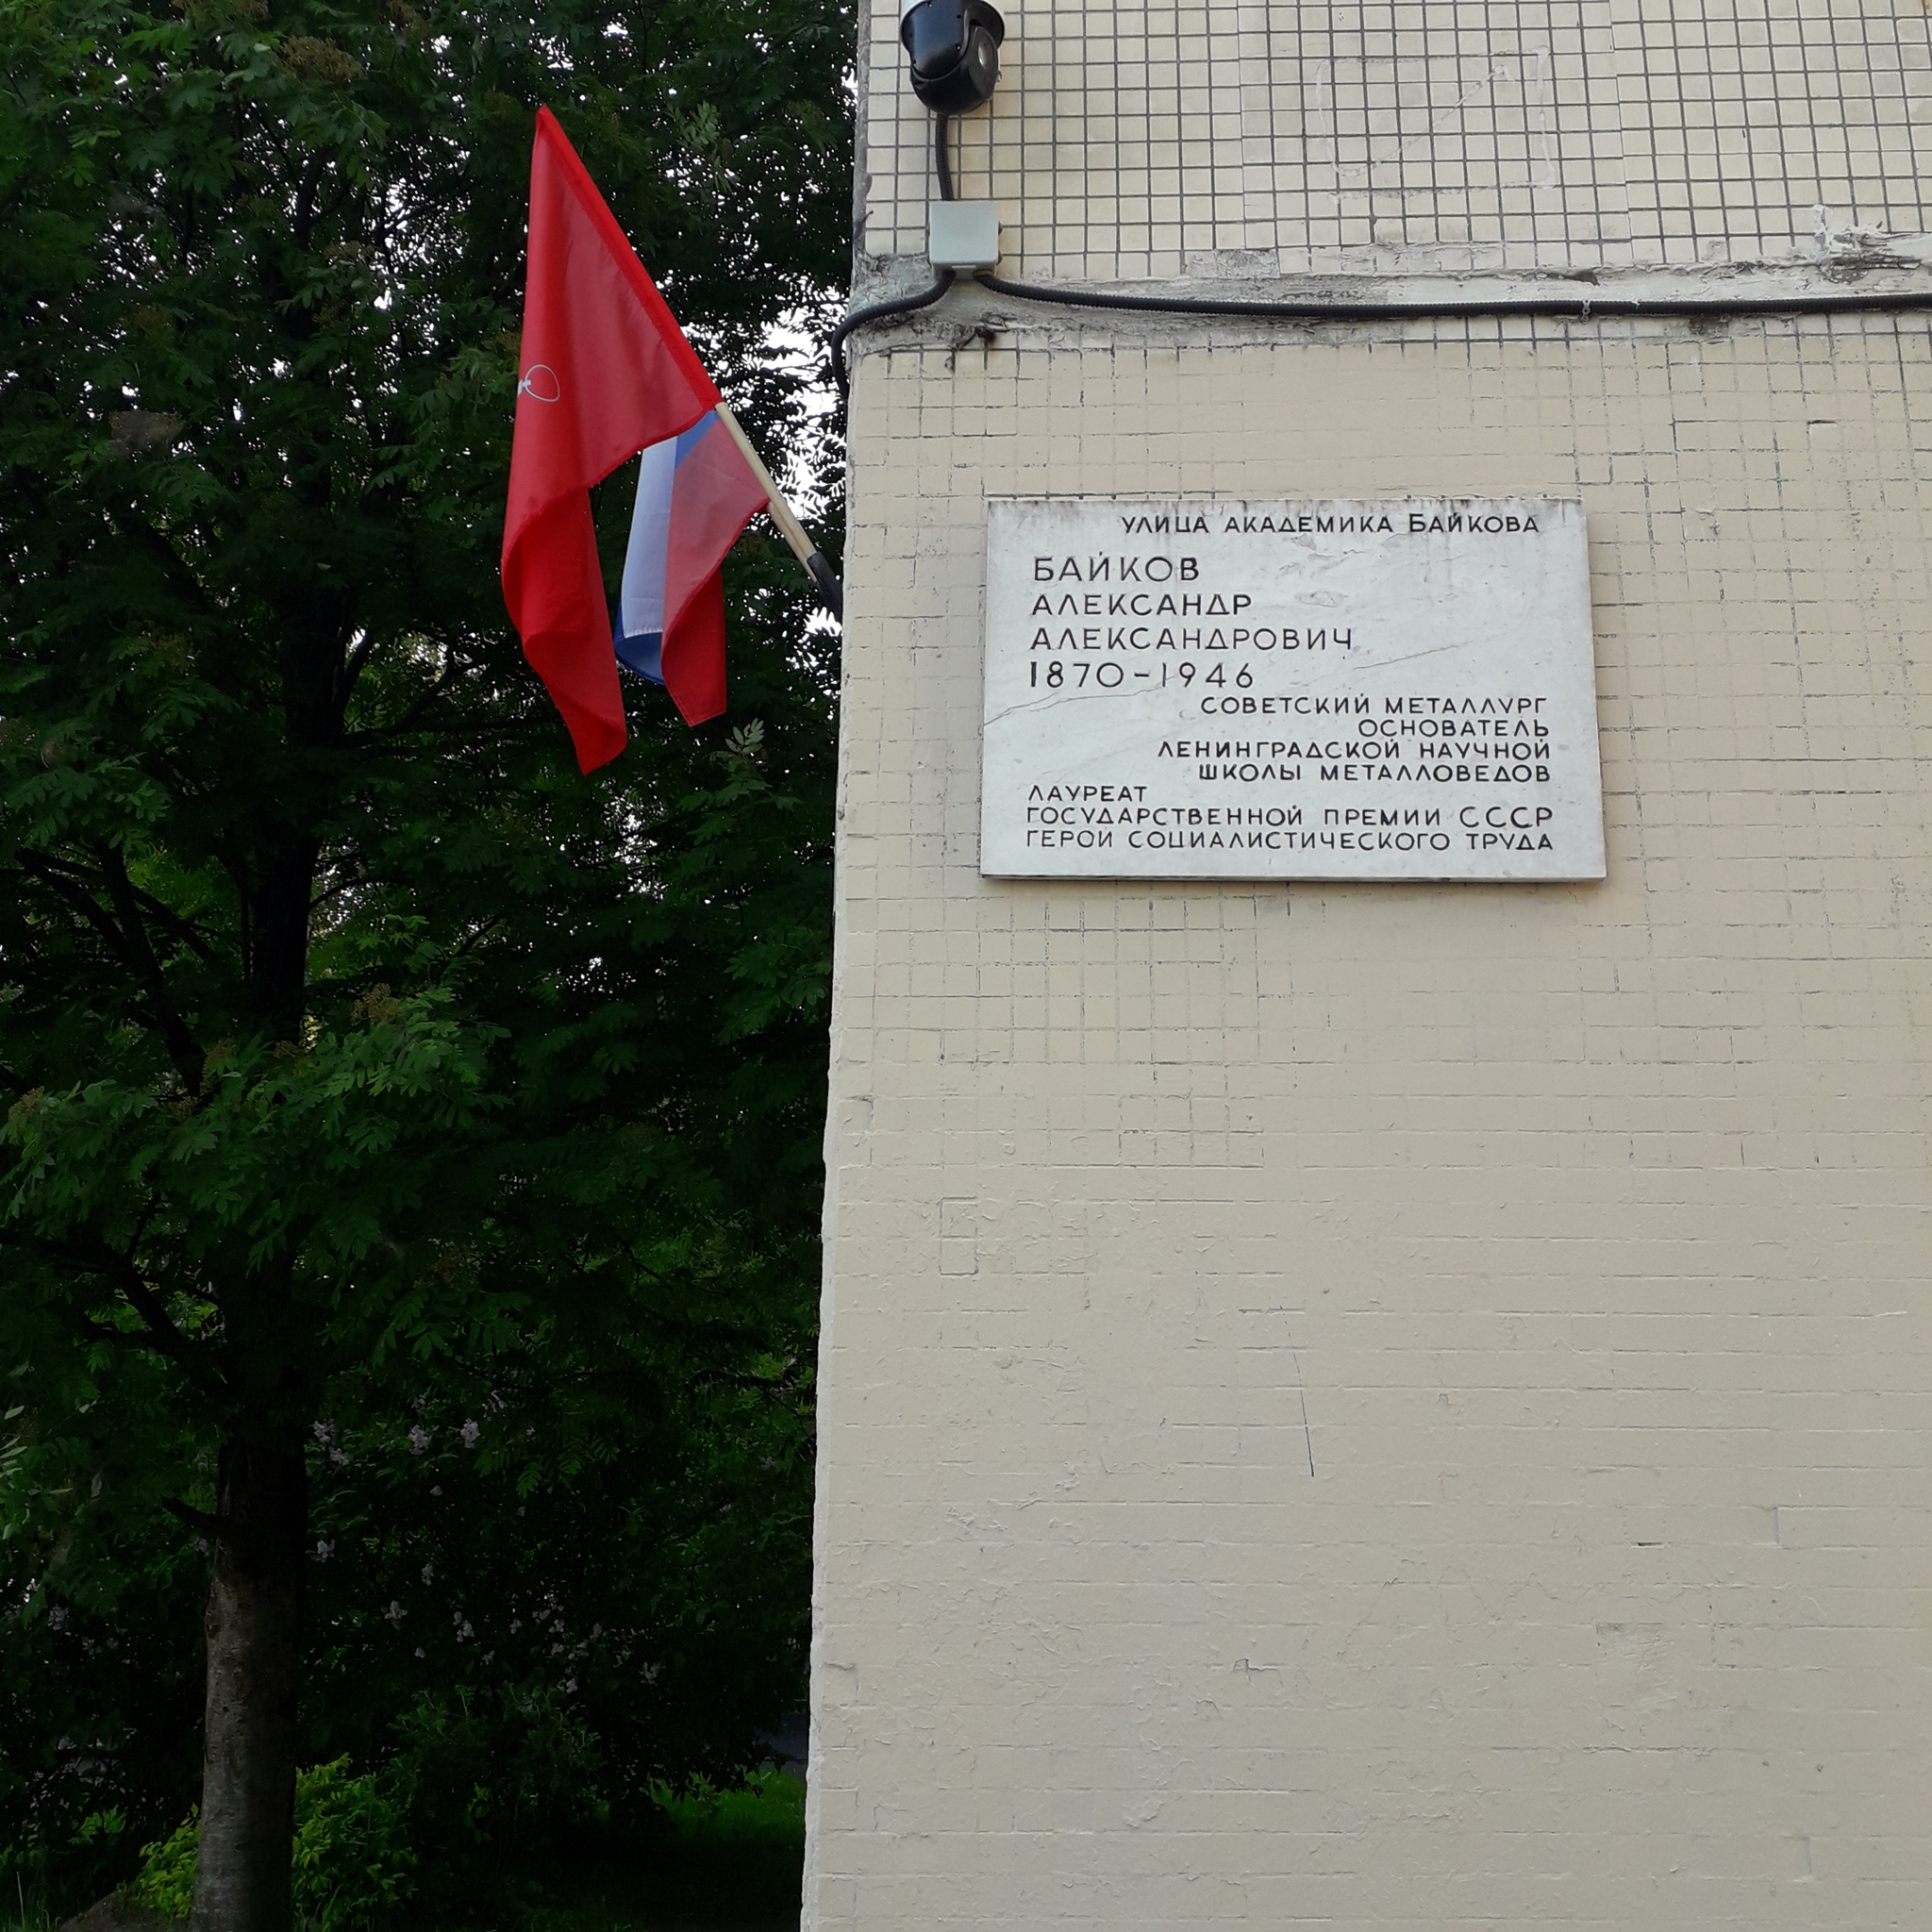 УЛИЦА АКАДЕМИКА БАЙКОВА
БАЙКОВ
АЛЕКСАНДР
АЛЕКСАНДРОВИЧ
1870-1946
СОВЕТСКИЙ МЕТАЛЛУРГ
ОСНОВАТЕЛЬ
ЛЕНИНГРАДСКОЙ НАУЧНОЙ
ШКОЛЫ МЕТАЛЛОВЕДОВ
ЛАУРЕАТ
ГОСУДАРСТВЕННОЙ ПРЕМИИ СССР
ГЕРОЙ СОЦИАЛИСТИЧЕСКОГО ТРУДА